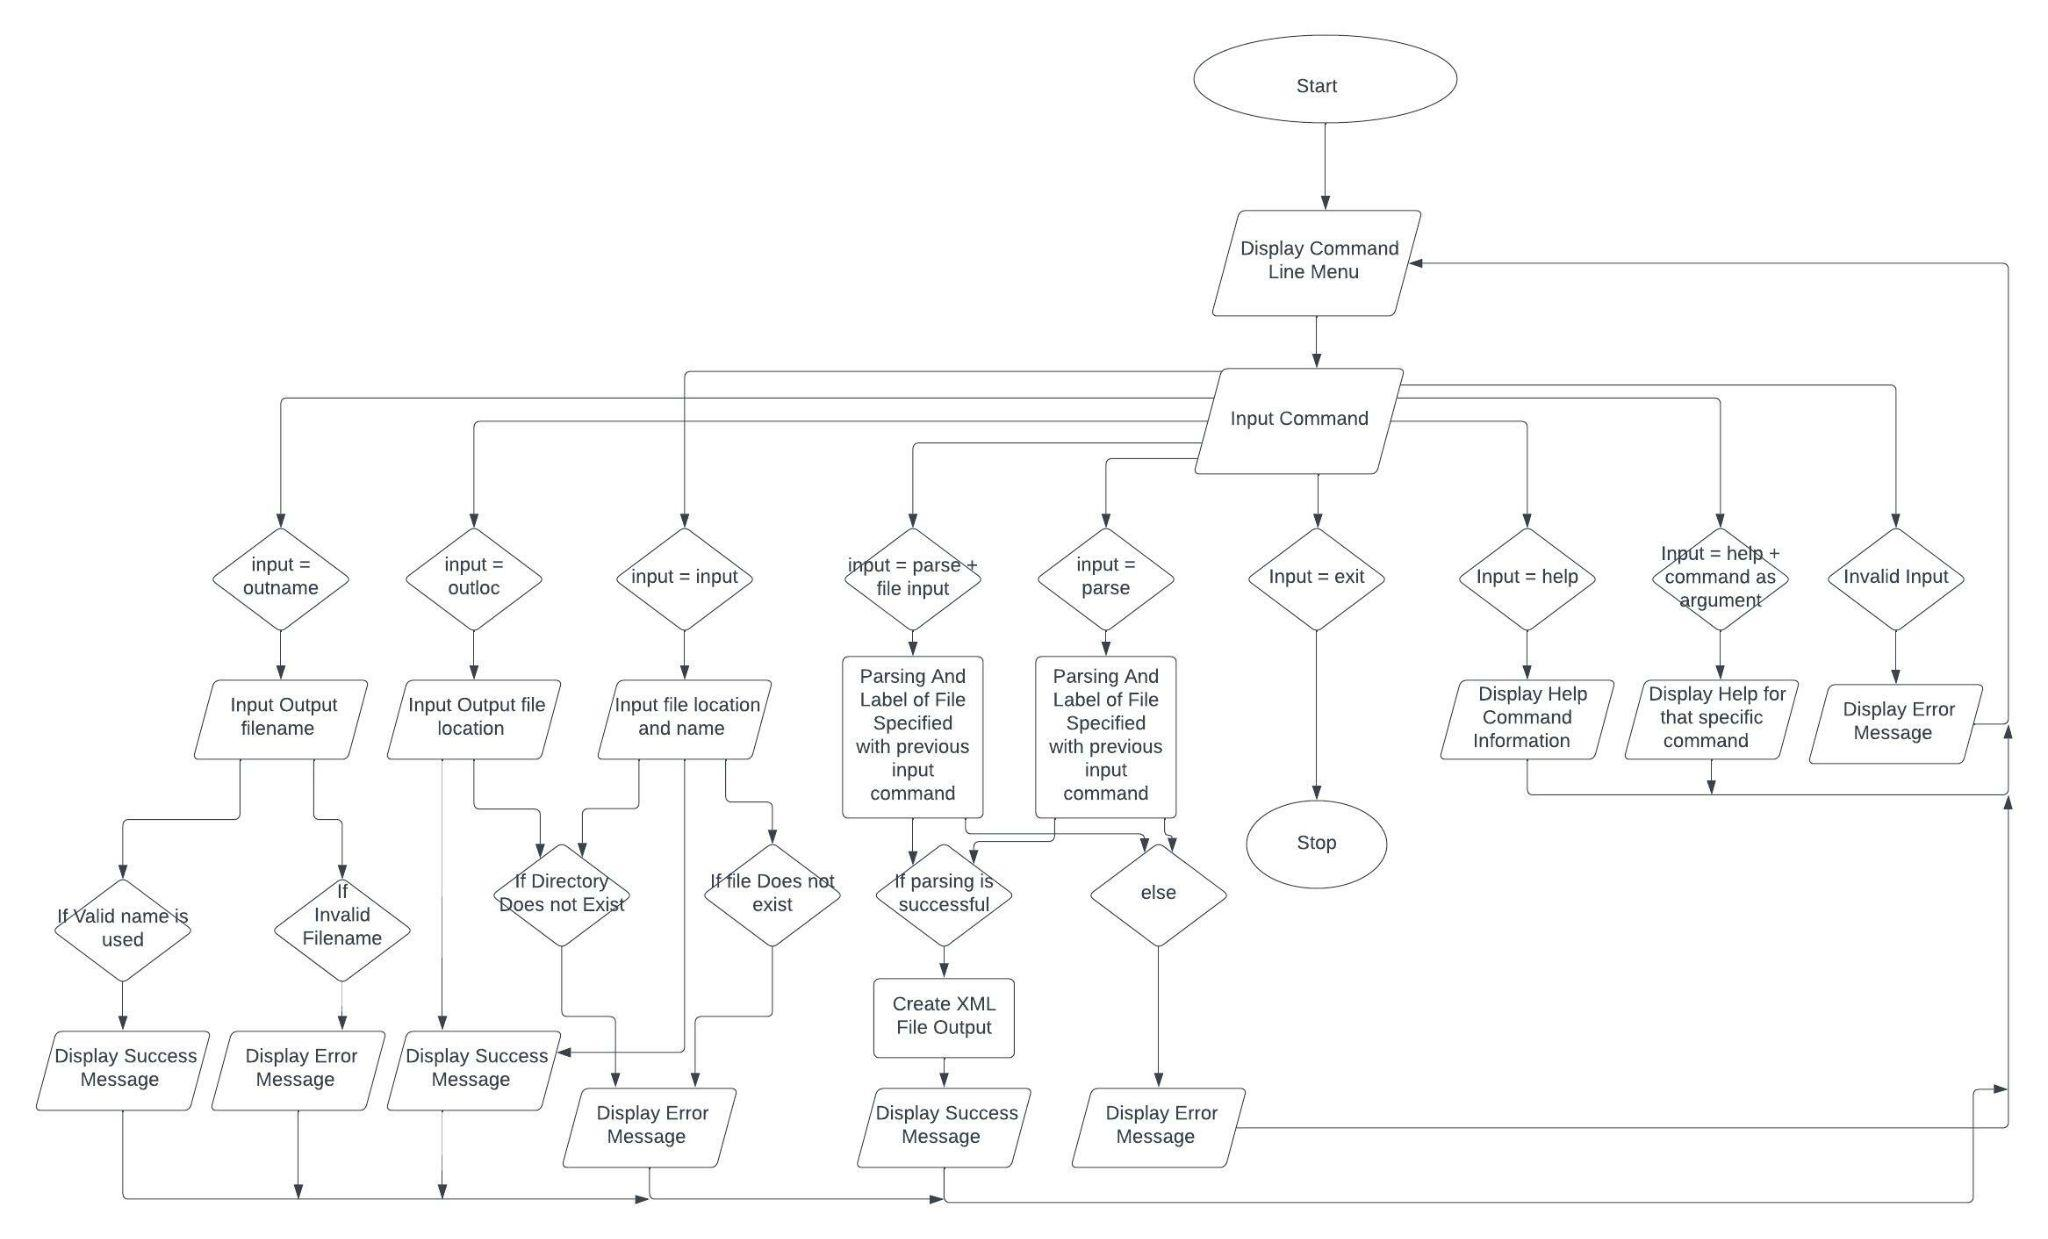 Start
Display Command
Line Menu
Input Command
input =
outname
input =
outloc
input = input
input = parse +
file input
input =
parse
Input = exit
Input = help
Input = help +
command as
argument
Invalid Input
Input Output
filename
Input Output file
location
Input file location
and name
Parsing And
Label of File
Specified
with previous
input
command
Parsing And
Label of File
Specified
with previous
input
command
Display Help
Command
Information
Display Help for
that specific
command
Display Error
Message
Stop
If Valid name is
used
If
Invalid
Filename
If Directory
Does not Exist
If file Does not
exist
If parsing is
successful
else
Create XML
File Output
Display Success
Message
Display Error
Message
Display Success
Message
Display Error
Message
Display Success
Message
Display Error
Message